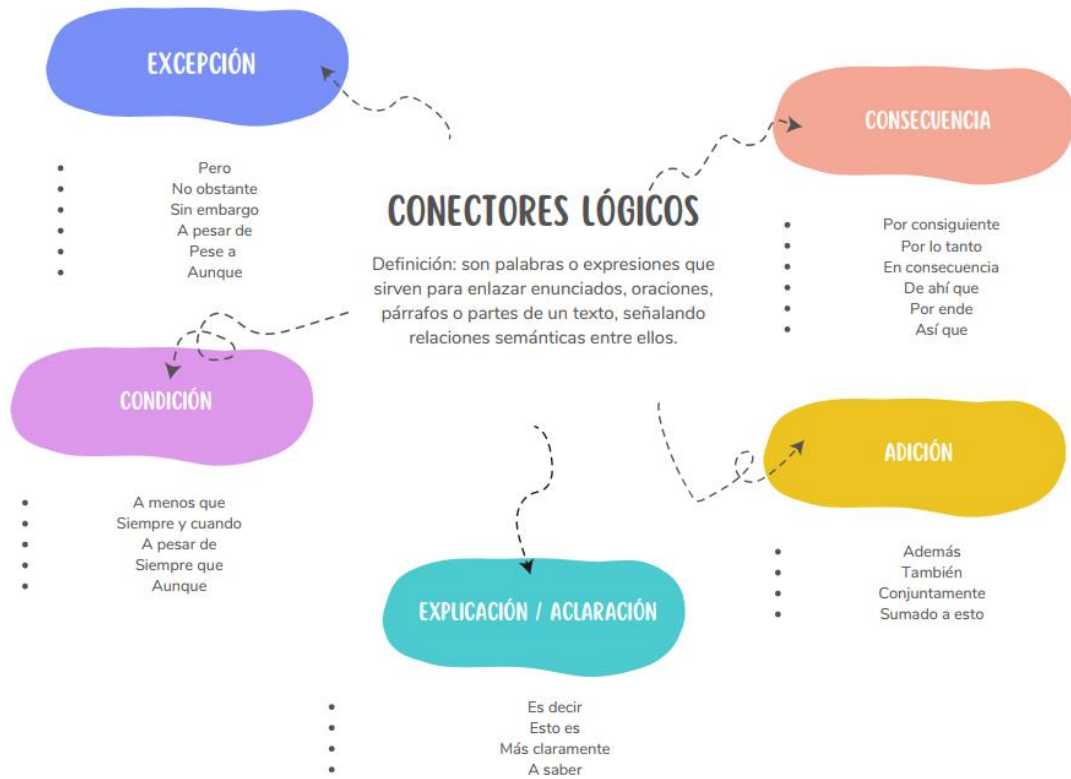 EXCEPCIÓN
Pero
No obstante
Sin embargo
A pesar de
Pese a
Aunque
CONSECUENCIA
Por consiguiente
Por lo tanto
En consecuencia
De ahí que
Por ende
Así que
CONECTORES LÓGICOS
Definición: son palabras o expresiones que
sirven para enlazar enunciados, oraciones,
párrafos o partes de un texto, señalando
relaciones semánticas entre ellos.
CONDICIÓN
A menos que
Siempre y cuando
A pesar de
Siempre que
Aunque
ADICIÓN
Además
También
Conjuntamente
Sumado a esto
EXPLICACIÓN / ACLARACIÓN
Es decir
Esto es
Más claramente
A saber